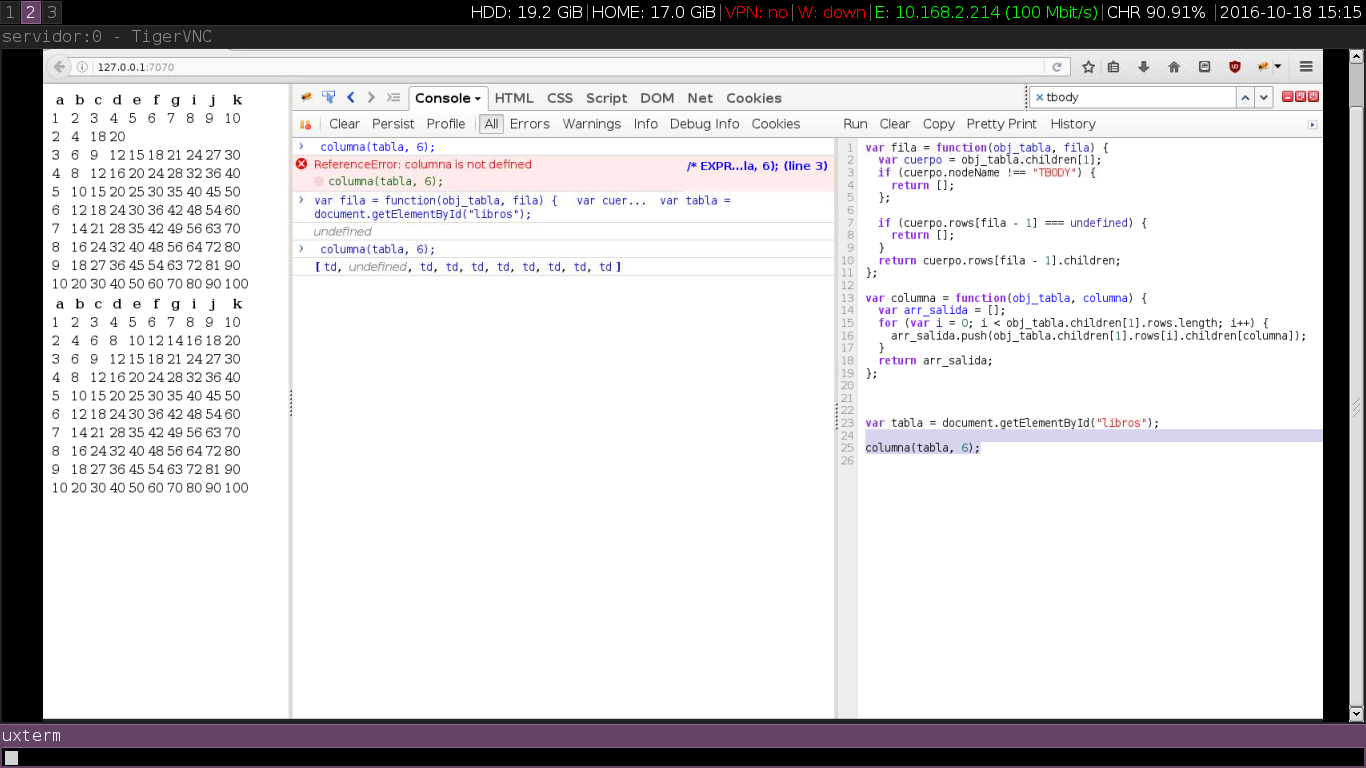 1 2 3 HDD: 19.2 GiB|HOME: 17.0 GiB|VPN: no|W: down|E: 10.168.2.214 (100 Mbit/s)|CHR 90.91% |2016-10-18 15:15
servidor:0 - TigerVNC
127.0.0.1:7070
a b c d e f g i j k
1 2 3 4 5 6 7 8 9 10
2 4 18 20
3 6 9 12 15 18 21 24 27 30
4 8 12 16 20 24 28 32 36 40
5 10 15 20 25 30 35 40 45 50
6 12 18 24 30 36 42 48 54 60
7 14 21 28 35 42 49 56 63 70
8 16 24 32 40 48 56 64 72 80
9 18 27 36 45 54 63 72 81 90
10 20 30 40 50 60 70 80 90 100
a b c d e f g i j k
1 2 3 4 5 6 7 8 9 10
2 4 6 8 10 12 14 16 18 20
3 6 9 12 15 18 21 24 27 30
4 8 12 16 20 24 28 32 36 40
5 10 15 20 25 30 35 40 45 50
6 12 18 24 30 36 42 48 54 60
7 14 21 28 35 42 49 56 63 70
8 16 24 32 40 48 56 64 72 80
9 18 27 36 45 54 63 72 81 90
10 20 30 40 50 60 70 80 90 100
Console HTML CSS Script DOM Net Cookies
tbody
Clear Persist Profile All Errors Warnings Info Debug Info Cookies
columna(tabla, 6);
ReferenceError: columna is not defined /* EXPR...la, 6); (line 3)
columna(tabla, 6);
var fila = function(obj_tabla, fila) { var cuer... var tabla =
document.getElementById("libros");
undefined
columna(tabla, 6);
[ td, undefined, td, td, td, td, td, td, td, td ]
Run Clear Copy Pretty Print History
1 var fila = function(obj_tabla, fila) {
2 var cuerpo = obj_tabla.children[1];
3 if (cuerpo.nodeName !== "TBODY") {
4 return [];
5 };
6
7 if (cuerpo.rows[fila - 1] === undefined) {
8 return [];
9 }
10 return cuerpo.rows[fila - 1].children;
11 };
12
13 var columna = function(obj_tabla, columna) {
14 var arr_salida = [];
15 for (var i = 0; i < obj_tabla.children[1].rows.length; i++) {
16 arr_salida.push(obj_tabla.children[1].rows[i].children[columna]);
17 }
18 return arr_salida;
19 };
20
21
22
23 var tabla = document.getElementById("libros");
24
25 columna(tabla, 6);
26
uxterm